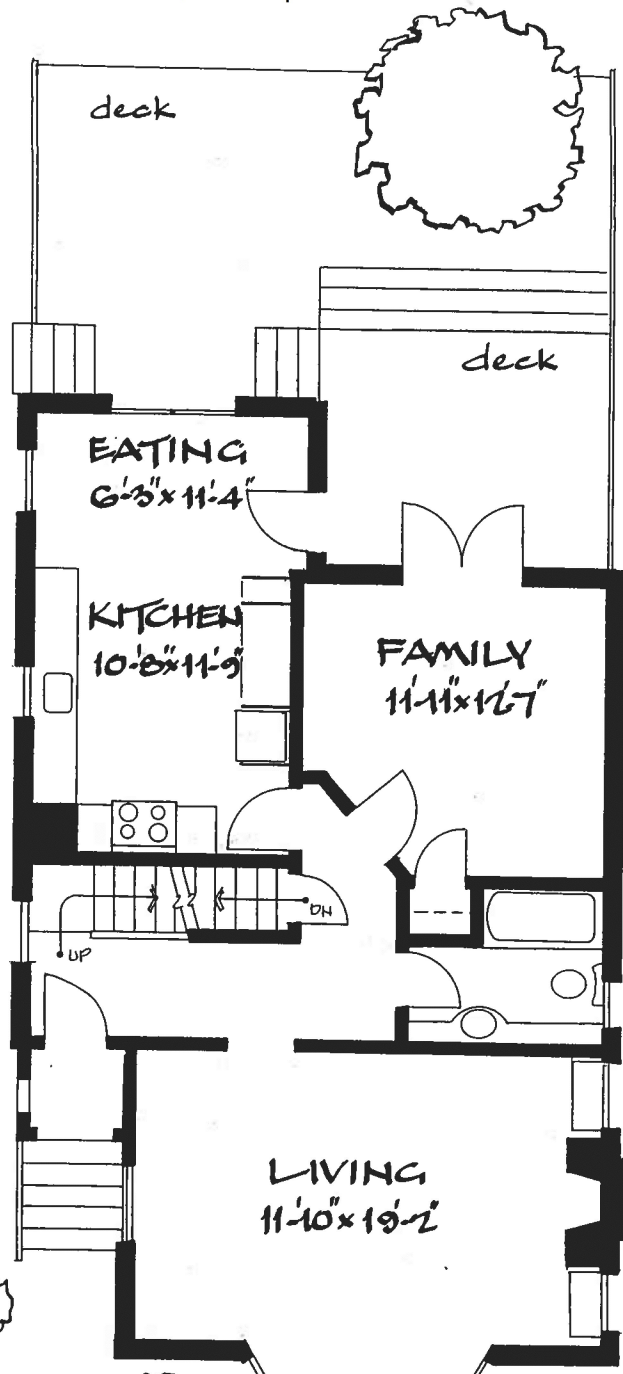 deck
deck
EATING
6'-3" x 11'-4"
KITCHEN
10'-8" x 11'-9"
FAMILY
11'-11" x 12'-7"
DN
UP
LIVING
11'-10" x 19'-2"